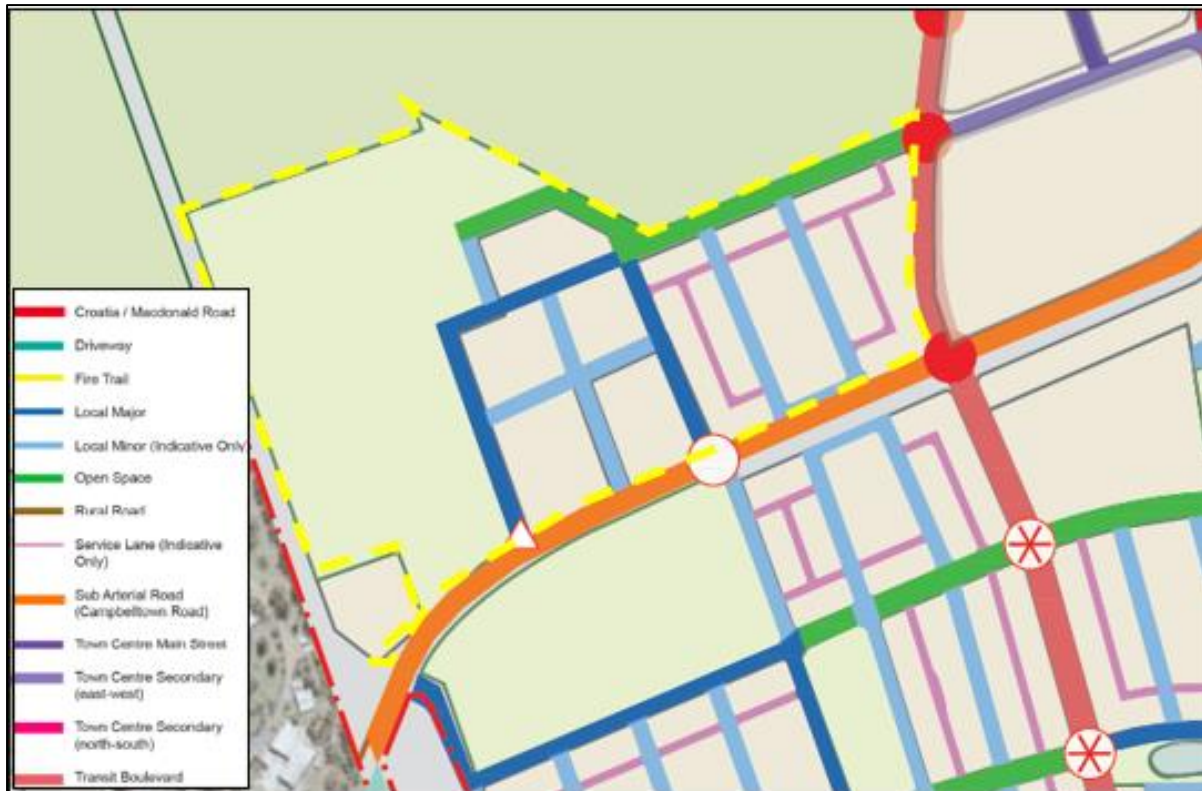 Croatia / Macdonald Road
Driveway
Fire Trail
Local Major
Local Minor (Indicative Only)
Open Space
Rural Road
Service Lane (Indicative
Only)
Sub Arterial Road
(Campbelltown Road)
Town Centre Main Street
Town Centre Secondary
(east-west)
Town Centre Secondary
(north-south)
Transit Boulevard